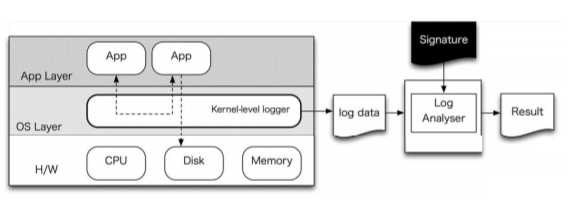 Signature
App
App
App Layer
Kernel-level logger
log data
Log
Analyser
Result
OS Layer
CPU
Disk
Memory
H/W